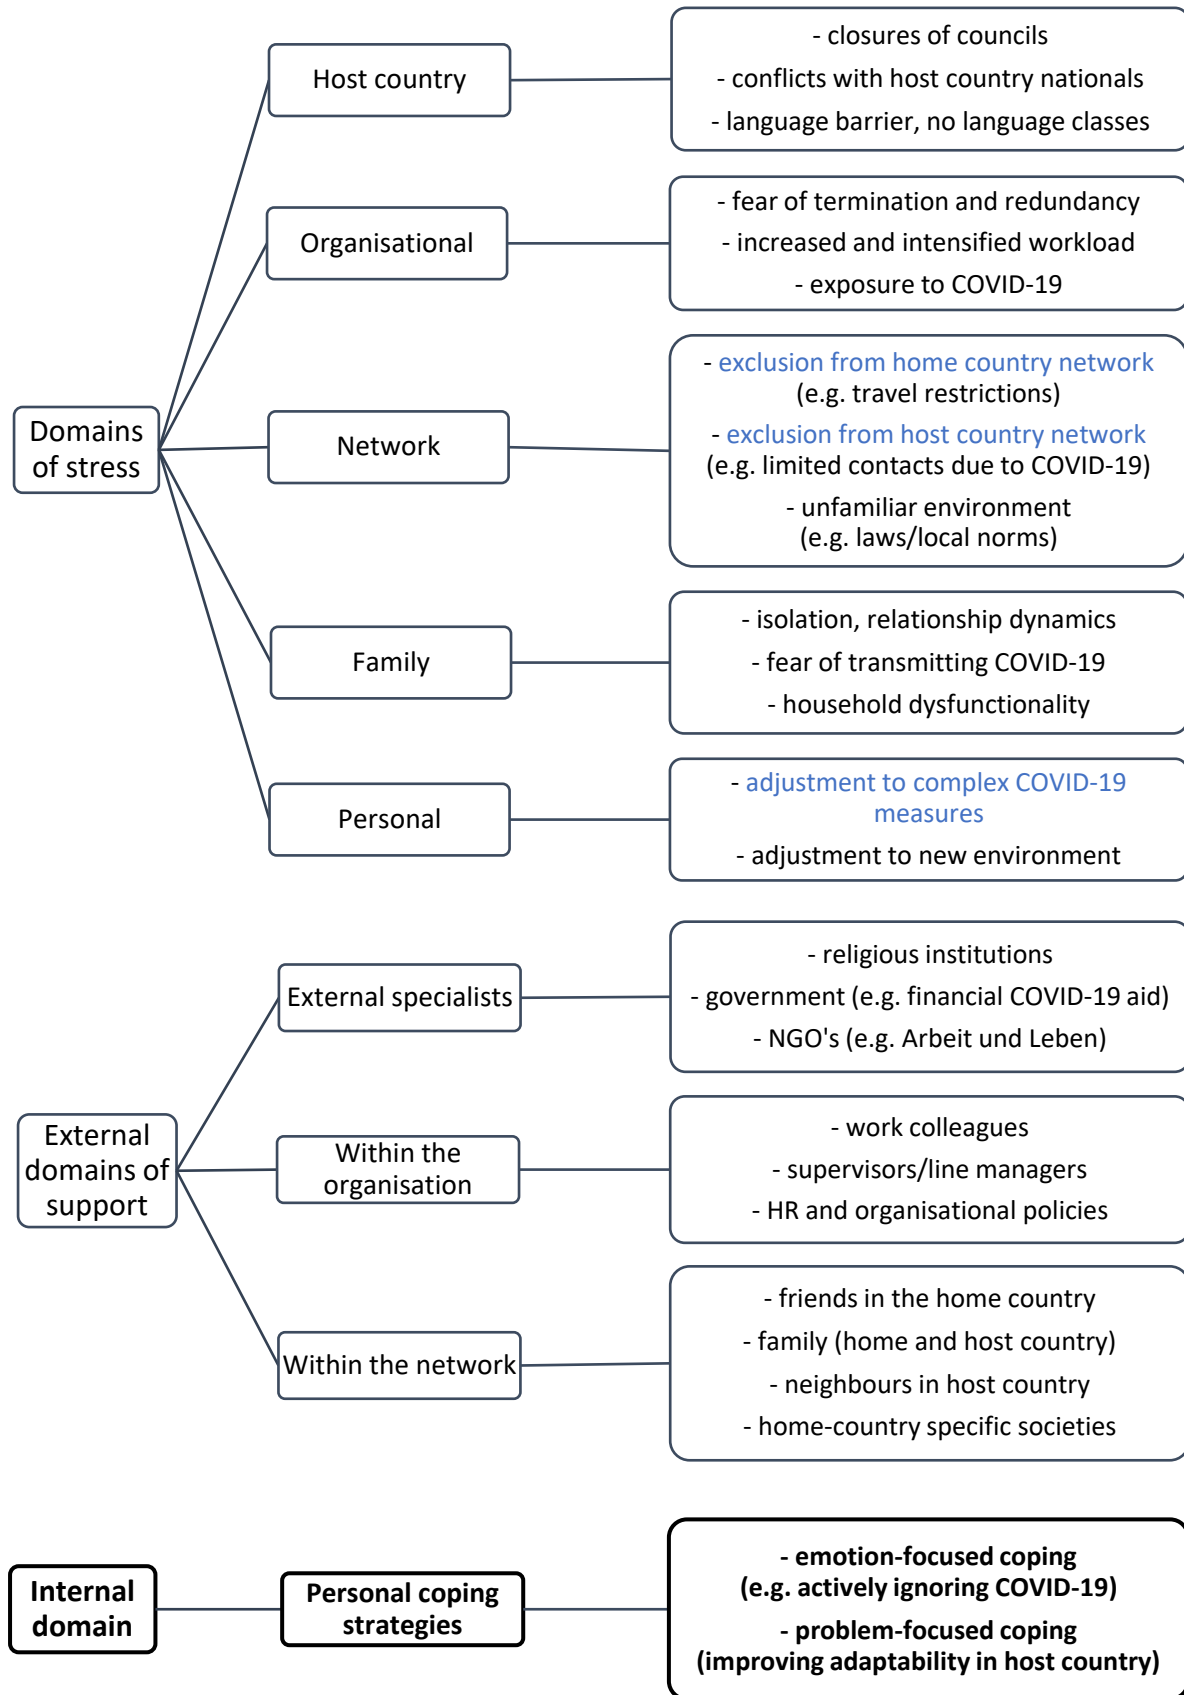 Domains
of stress
Host country
- closures of councils
- conflicts with host country nationals
- language barrier, no language classes
Organisational
- fear of termination and redundancy
- increased and intensified workload
- exposure to COVID-19
Network
- exclusion from home country network
(e.g. travel restrictions)
- exclusion from host country network
(e.g. limited contacts due to COVID-19)
- unfamiliar environment
(e.g. laws/local norms)
Family
- isolation, relationship dynamics
- fear of transmitting COVID-19
- household dysfunctionality
Personal
- adjustment to complex COVID-19
measures
- adjustment to new environment
External
domains of
support
External specialists
- religious institutions
- government (e.g. financial COVID-19 aid)
- NGO's (e.g. Arbeit und Leben)
Within the
organisation
- work colleagues
- supervisors/line managers
- HR and organisational policies
Within the network
- friends in the home country
- family (home and host country)
- neighbours in host country
- home-country specific societies
Internal
domain
Personal coping
strategies
- emotion-focused coping
(e.g. actively ignoring COVID-19)
- problem-focused coping
(improving adaptability in host country)